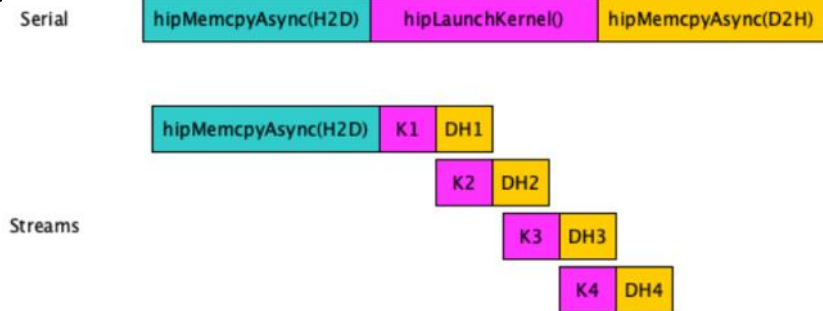 Serial hipMemcpyAsync(H2D) hipLaunchKernel() hipMemcpyAsync(D2H)
hipMemcpyAsync(H2D) K1 DH1
K2 DH2
Streams
K3 DH3
K4 DH4